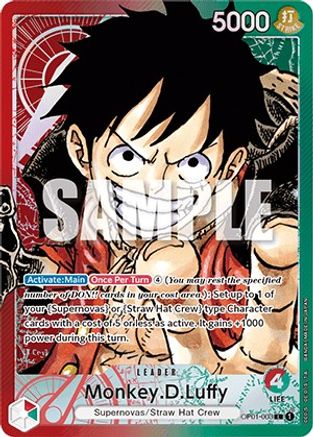 5000
打
STRIKE
SAMPLE
Activate:Main Once Per Turn ④ (You may rest the specified
number of DON!! cards in your cost area.): Set up to 1 of
your {Supernovas} or {Straw Hat Crew} type Character
cards with a cost of 5 or less as active. It gains +1000
power during this turn.
LEADER
Monkey.D.Luffy
4
LIFE
Supernovas/Straw Hat Crew
OP01-003 L